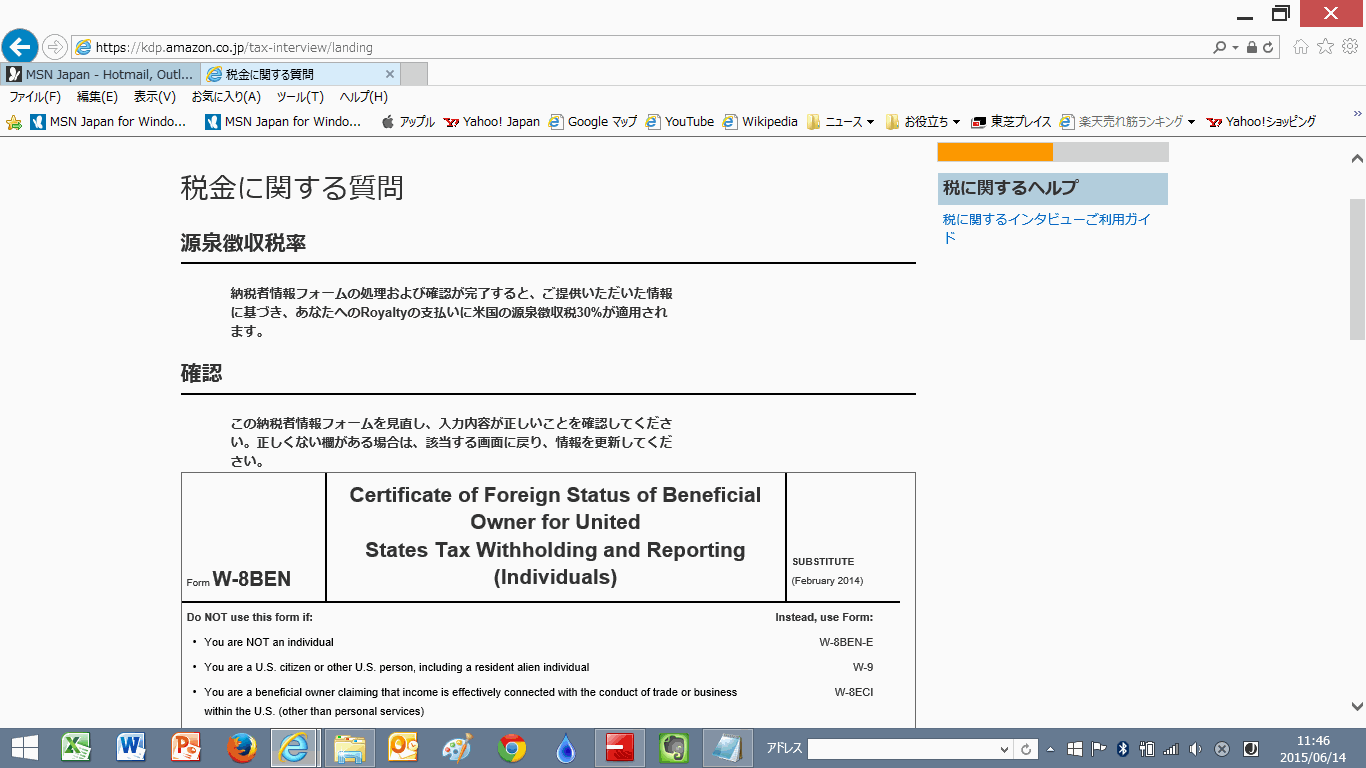 https://kdp.amazon.co.jp/tax-interview/landing
MSN Japan - Hotmail, Outl...
税金に関する質問
ファイル(F) 編集(E) 表示(V) お気に入り(A) ツール(T) ヘルプ(H)
MSN Japan for Windo... MSN Japan for Windo... アップル Yahoo! Japan Google マップ YouTube Wikipedia ニュース お役立ち 東芝プレイス 楽天売れ筋ランキング Yahoo!ショッピング
税金に関する質問
源泉徴収税率
納税者情報フォームの処理および確認が完了すると、ご提供いただいた情報
に基づき、あなたへのRoyaltyの支払いに米国の源泉徴収税30%が適用され
ます。
確認
この納税者情報フォームを見直し、入力内容が正しいことを確認してくださ
い。正しくない欄がある場合は、該当する画面に戻り、情報を更新してくだ
さい。
Form W-8BEN
Certificate of Foreign Status of Beneficial
Owner for United
States Tax Withholding and Reporting
(Individuals)
SUBSTITUTE
(February 2014)
Do NOT use this form if: Instead, use Form:
• You are NOT an individual W-8BEN-E
• You are a U.S. citizen or other U.S. person, including a resident alien individual W-9
• You are a beneficial owner claiming that income is effectively connected with the conduct of trade or business W-8ECI
within the U.S. (other than personal services)
税に関するヘルプ
税に関するインタビューご利用ガイ
ド
アドレス
11:46
2015/06/14